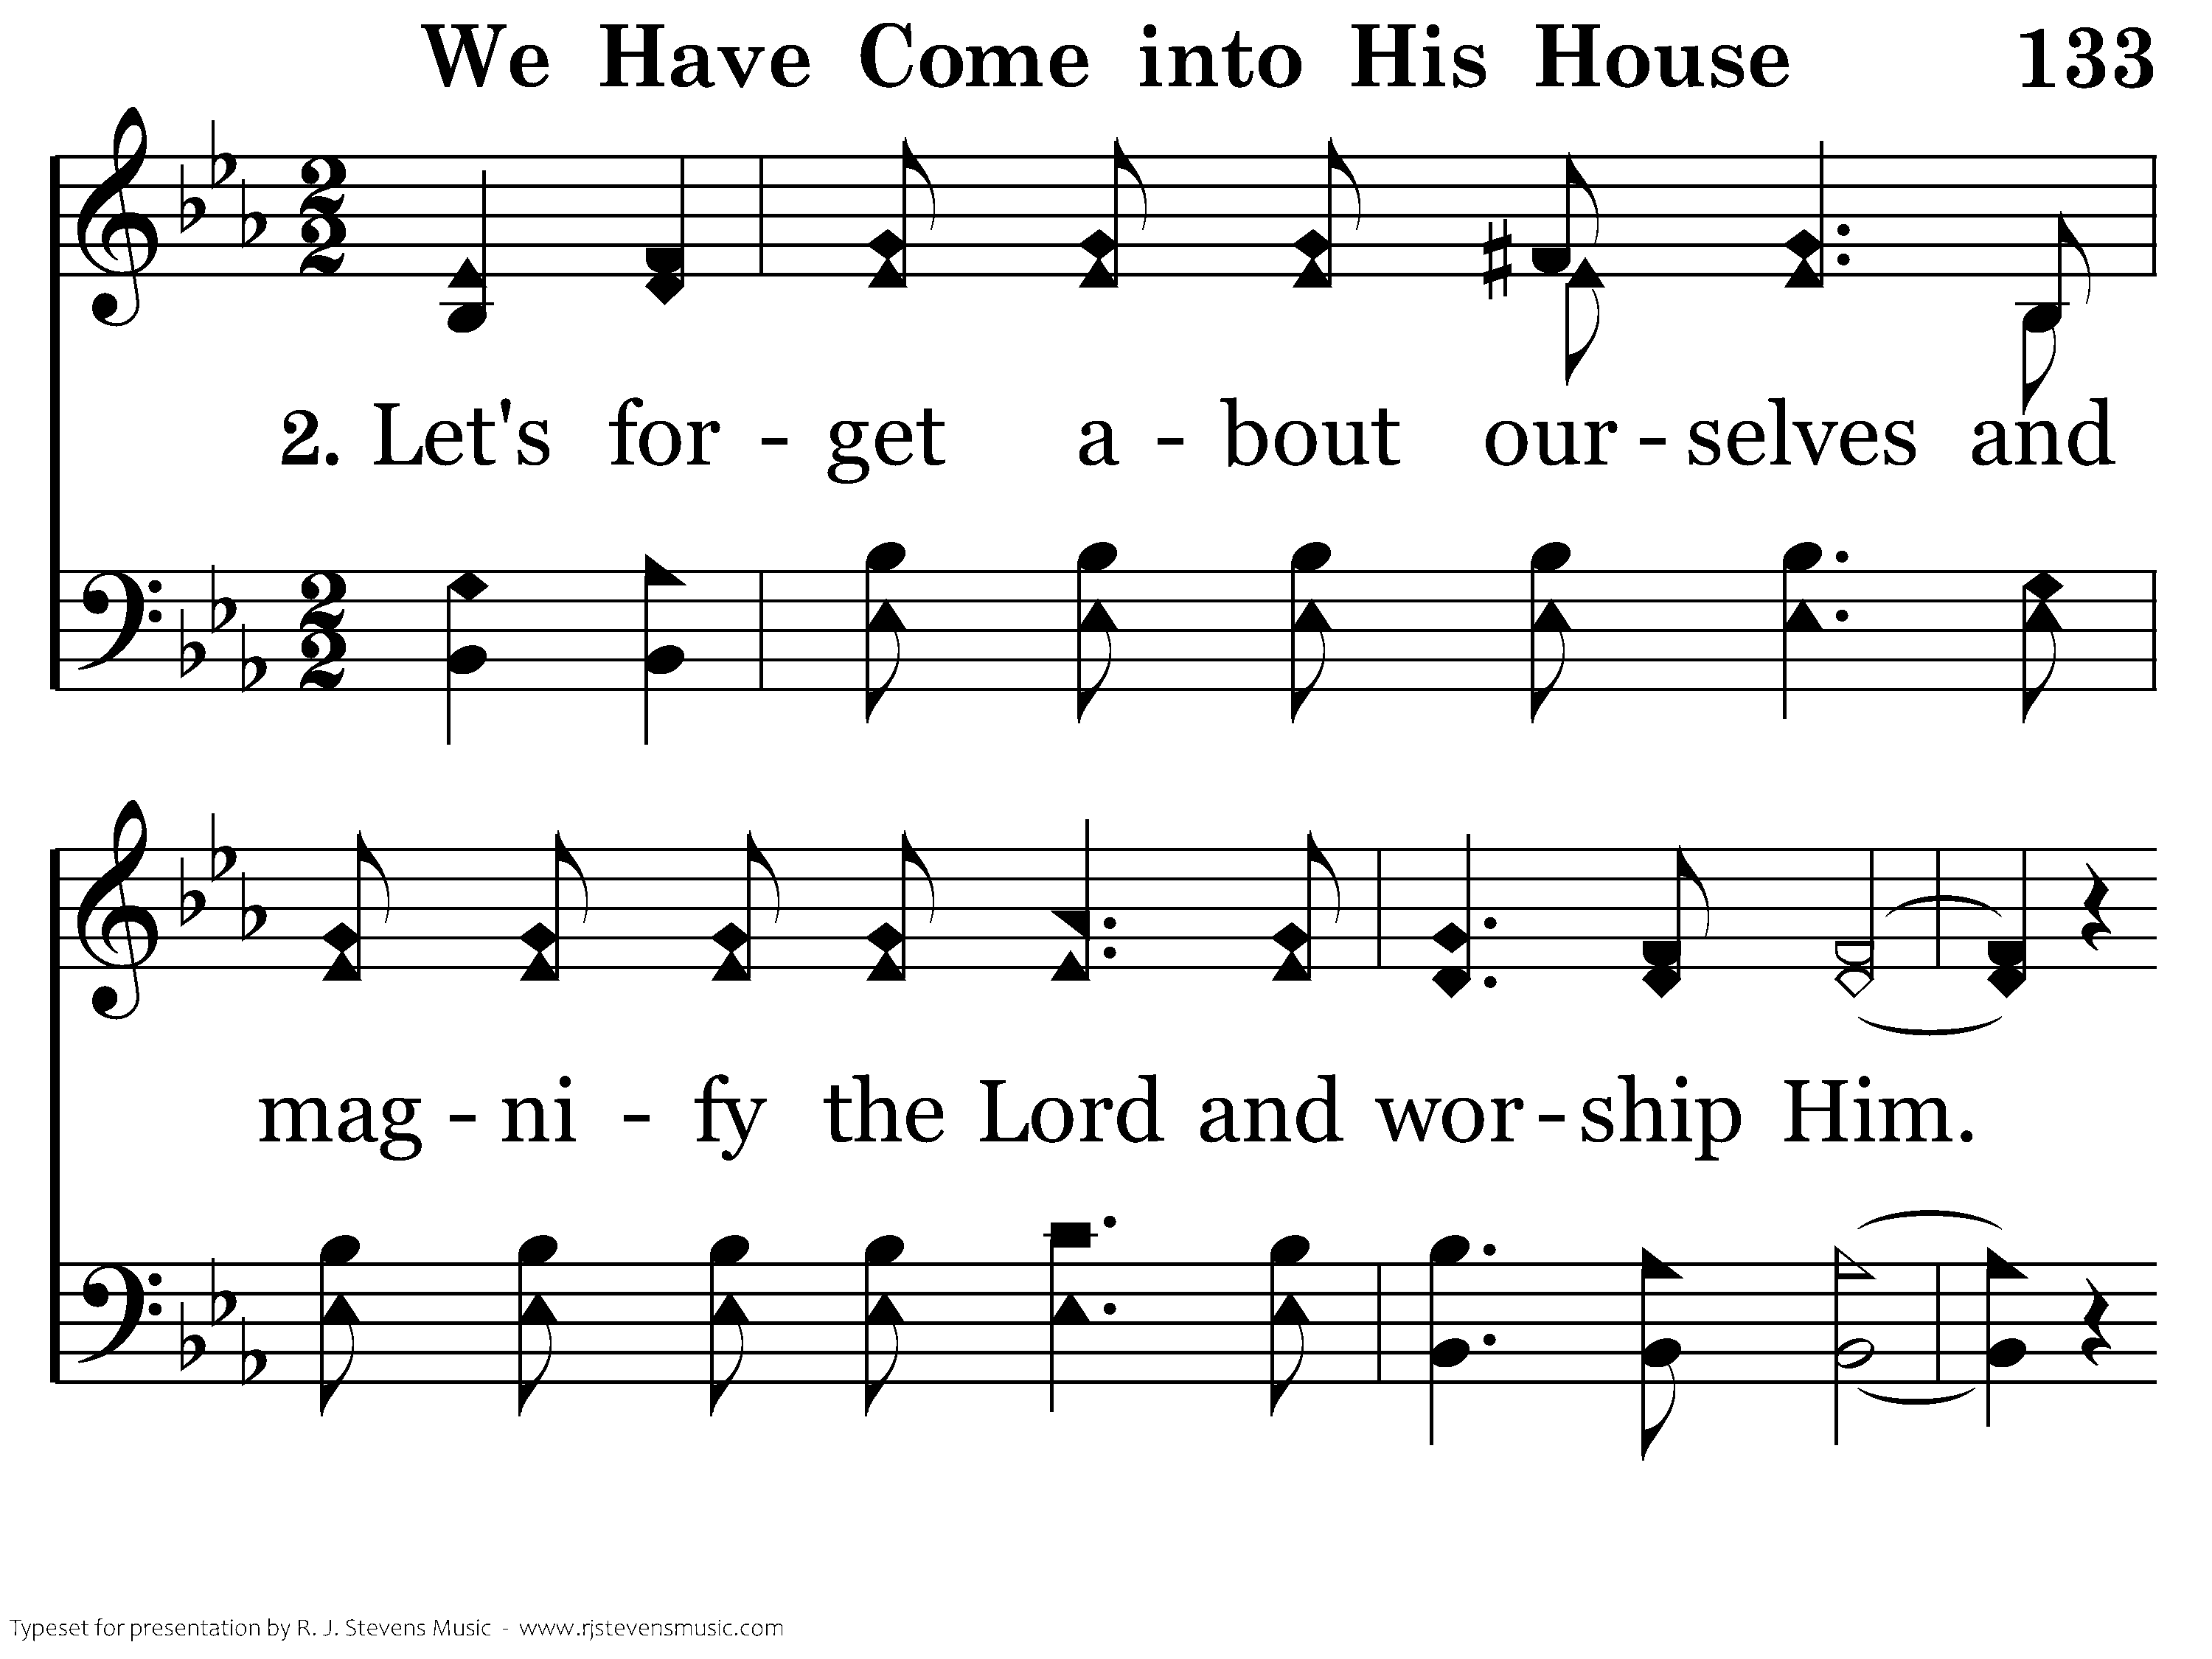 We Have Come into His House 133
2. Let's for - get a - bout our - selves and
mag - ni - fy the Lord and wor - ship Him.
Typeset for presentation by R. J. Stevens Music - www.rjstevensmusic.com